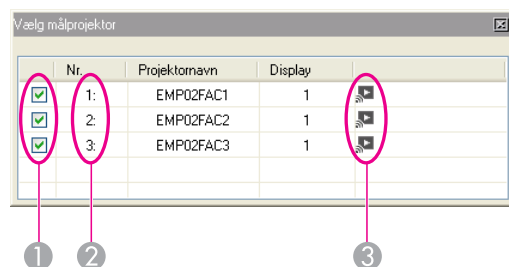 Vælg målprojektor
Nr. Projektornavn Display
1: EMP02FAC1 1
2: EMP02FAC2 1
3: EMP02FAC3 1
1 2 3